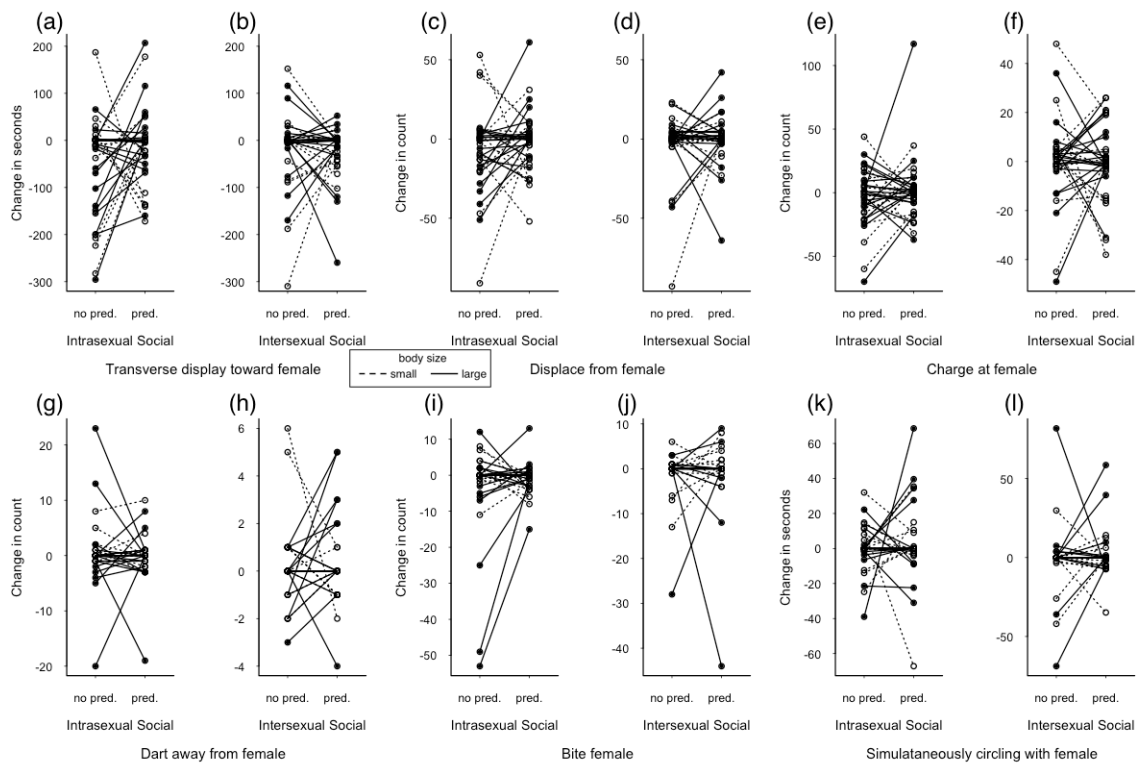 (a) (b) (c) (d) (e) (f)
200 200 50 50 100 40
100 100 50 20
0 0 0 0 0 0
-100 -100 -20
-200 -200 -50 -50 -50 -40
-300 -300
Change in seconds Change in count Change in count
no pred. pred. no pred. pred. no pred. pred. no pred. pred. no pred. pred. no pred. pred.
Intrasexual Social Intersexual Social Intrasexual Social Intersexual Social Intrasexual Social Intersexual Social
Transverse display toward female Displace from female Charge at female
body size
small large
(g) (h) (i) (j) (k) (l)
20 6 10 10 60 50
10 4 0 0 40
0 2 -10 -10 20 0
-10 0 -20 -20 0
-20 -2 -30 -30 -20 -50
-4 -40 -40 -40
-50 -60
Change in count Change in count Change in seconds
no pred. pred. no pred. pred. no pred. pred. no pred. pred. no pred. pred. no pred. pred.
Intrasexual Social Intersexual Social Intrasexual Social Intersexual Social Intrasexual Social Intersexual Social
Dart away from female Bite female Simulataneously circling with female